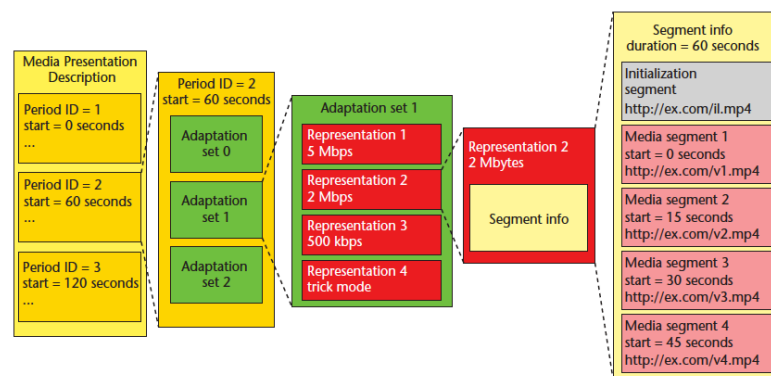 Media Presentation
Description
Period ID = 1
start = 0 seconds
...
Period ID = 2
start = 60 seconds
...
Period ID = 3
start = 120 seconds
...
Period ID = 2
start = 60 seconds
Adaptation
set 0
Adaptation
set 1
Adaptation
set 2
Adaptation set 1
Representation 1
5 Mbps
Representation 2
2 Mbps
Representation 3
500 kbps
Representation 4
trick mode
Representation 2
2 Mbytes
Segment info
Segment info
duration = 60 seconds
Initialization
segment
http://ex.com/il.mp4
Media segment 1
start = 0 seconds
http://ex.com/v1.mp4
Media segment 2
start = 15 seconds
http://ex.com/v2.mp4
Media segment 3
start = 30 seconds
http://ex.com/v3.mp4
Media segment 4
start = 45 seconds
http://ex.com/v4.mp4